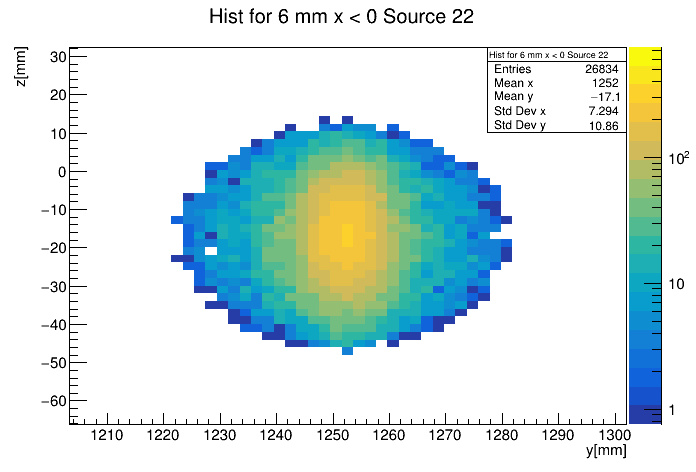 Hist for 6 mm x < 0 Source 22
z[mm]
Hist for 6 mm x < 0 Source 22
Entries 26834
Mean x 1252
Mean y −17.1
Std Dev x 7.294
Std Dev y 10.86
30
20
10
0
−10
−20
−30
−40
−50
−60
10²
10
1
1210 1220 1230 1240 1250 1260 1270 1280 1290 1300
y[mm]